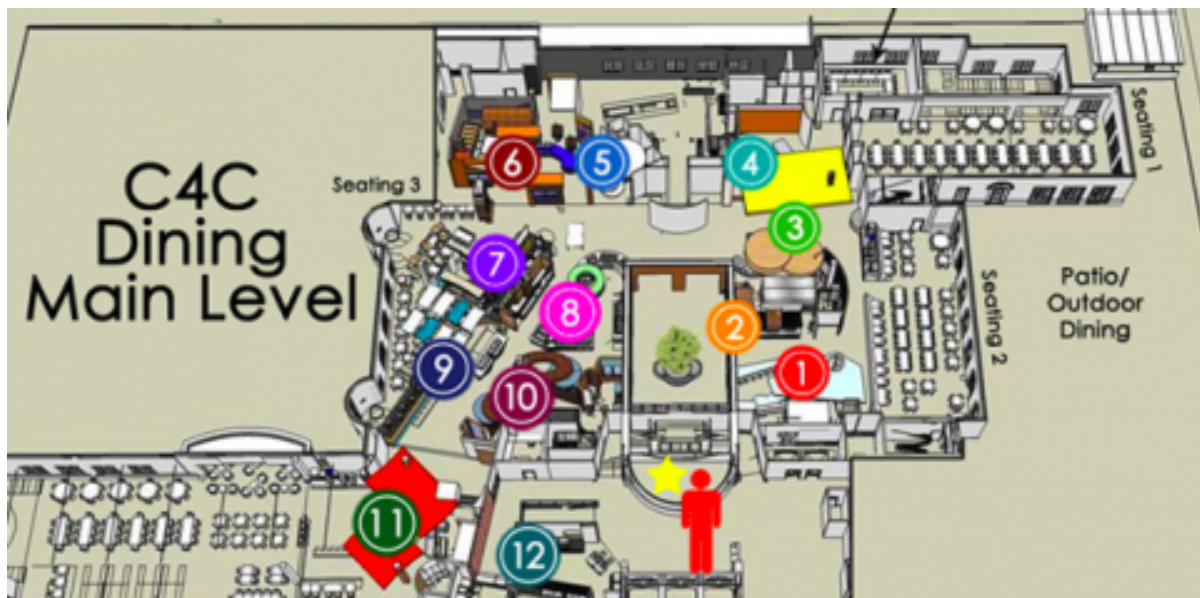 C4C
Dining
Main Level
Seating 3
Seating 1
Seating 2
Patio/
Outdoor
Dining
6
5
4
3
7
8
2
9
10
1
11
12